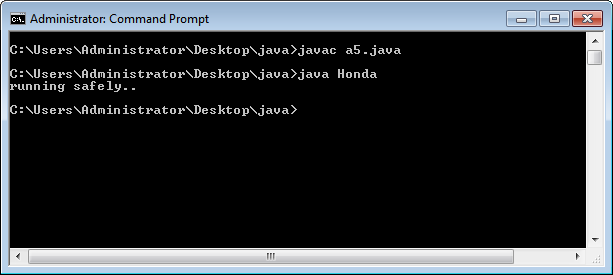 Administrator: Command Prompt
C:\Users\Administrator\Desktop\java>javac a5.java
C:\Users\Administrator\Desktop\java>java Honda
running safely..
C:\Users\Administrator\Desktop\java>